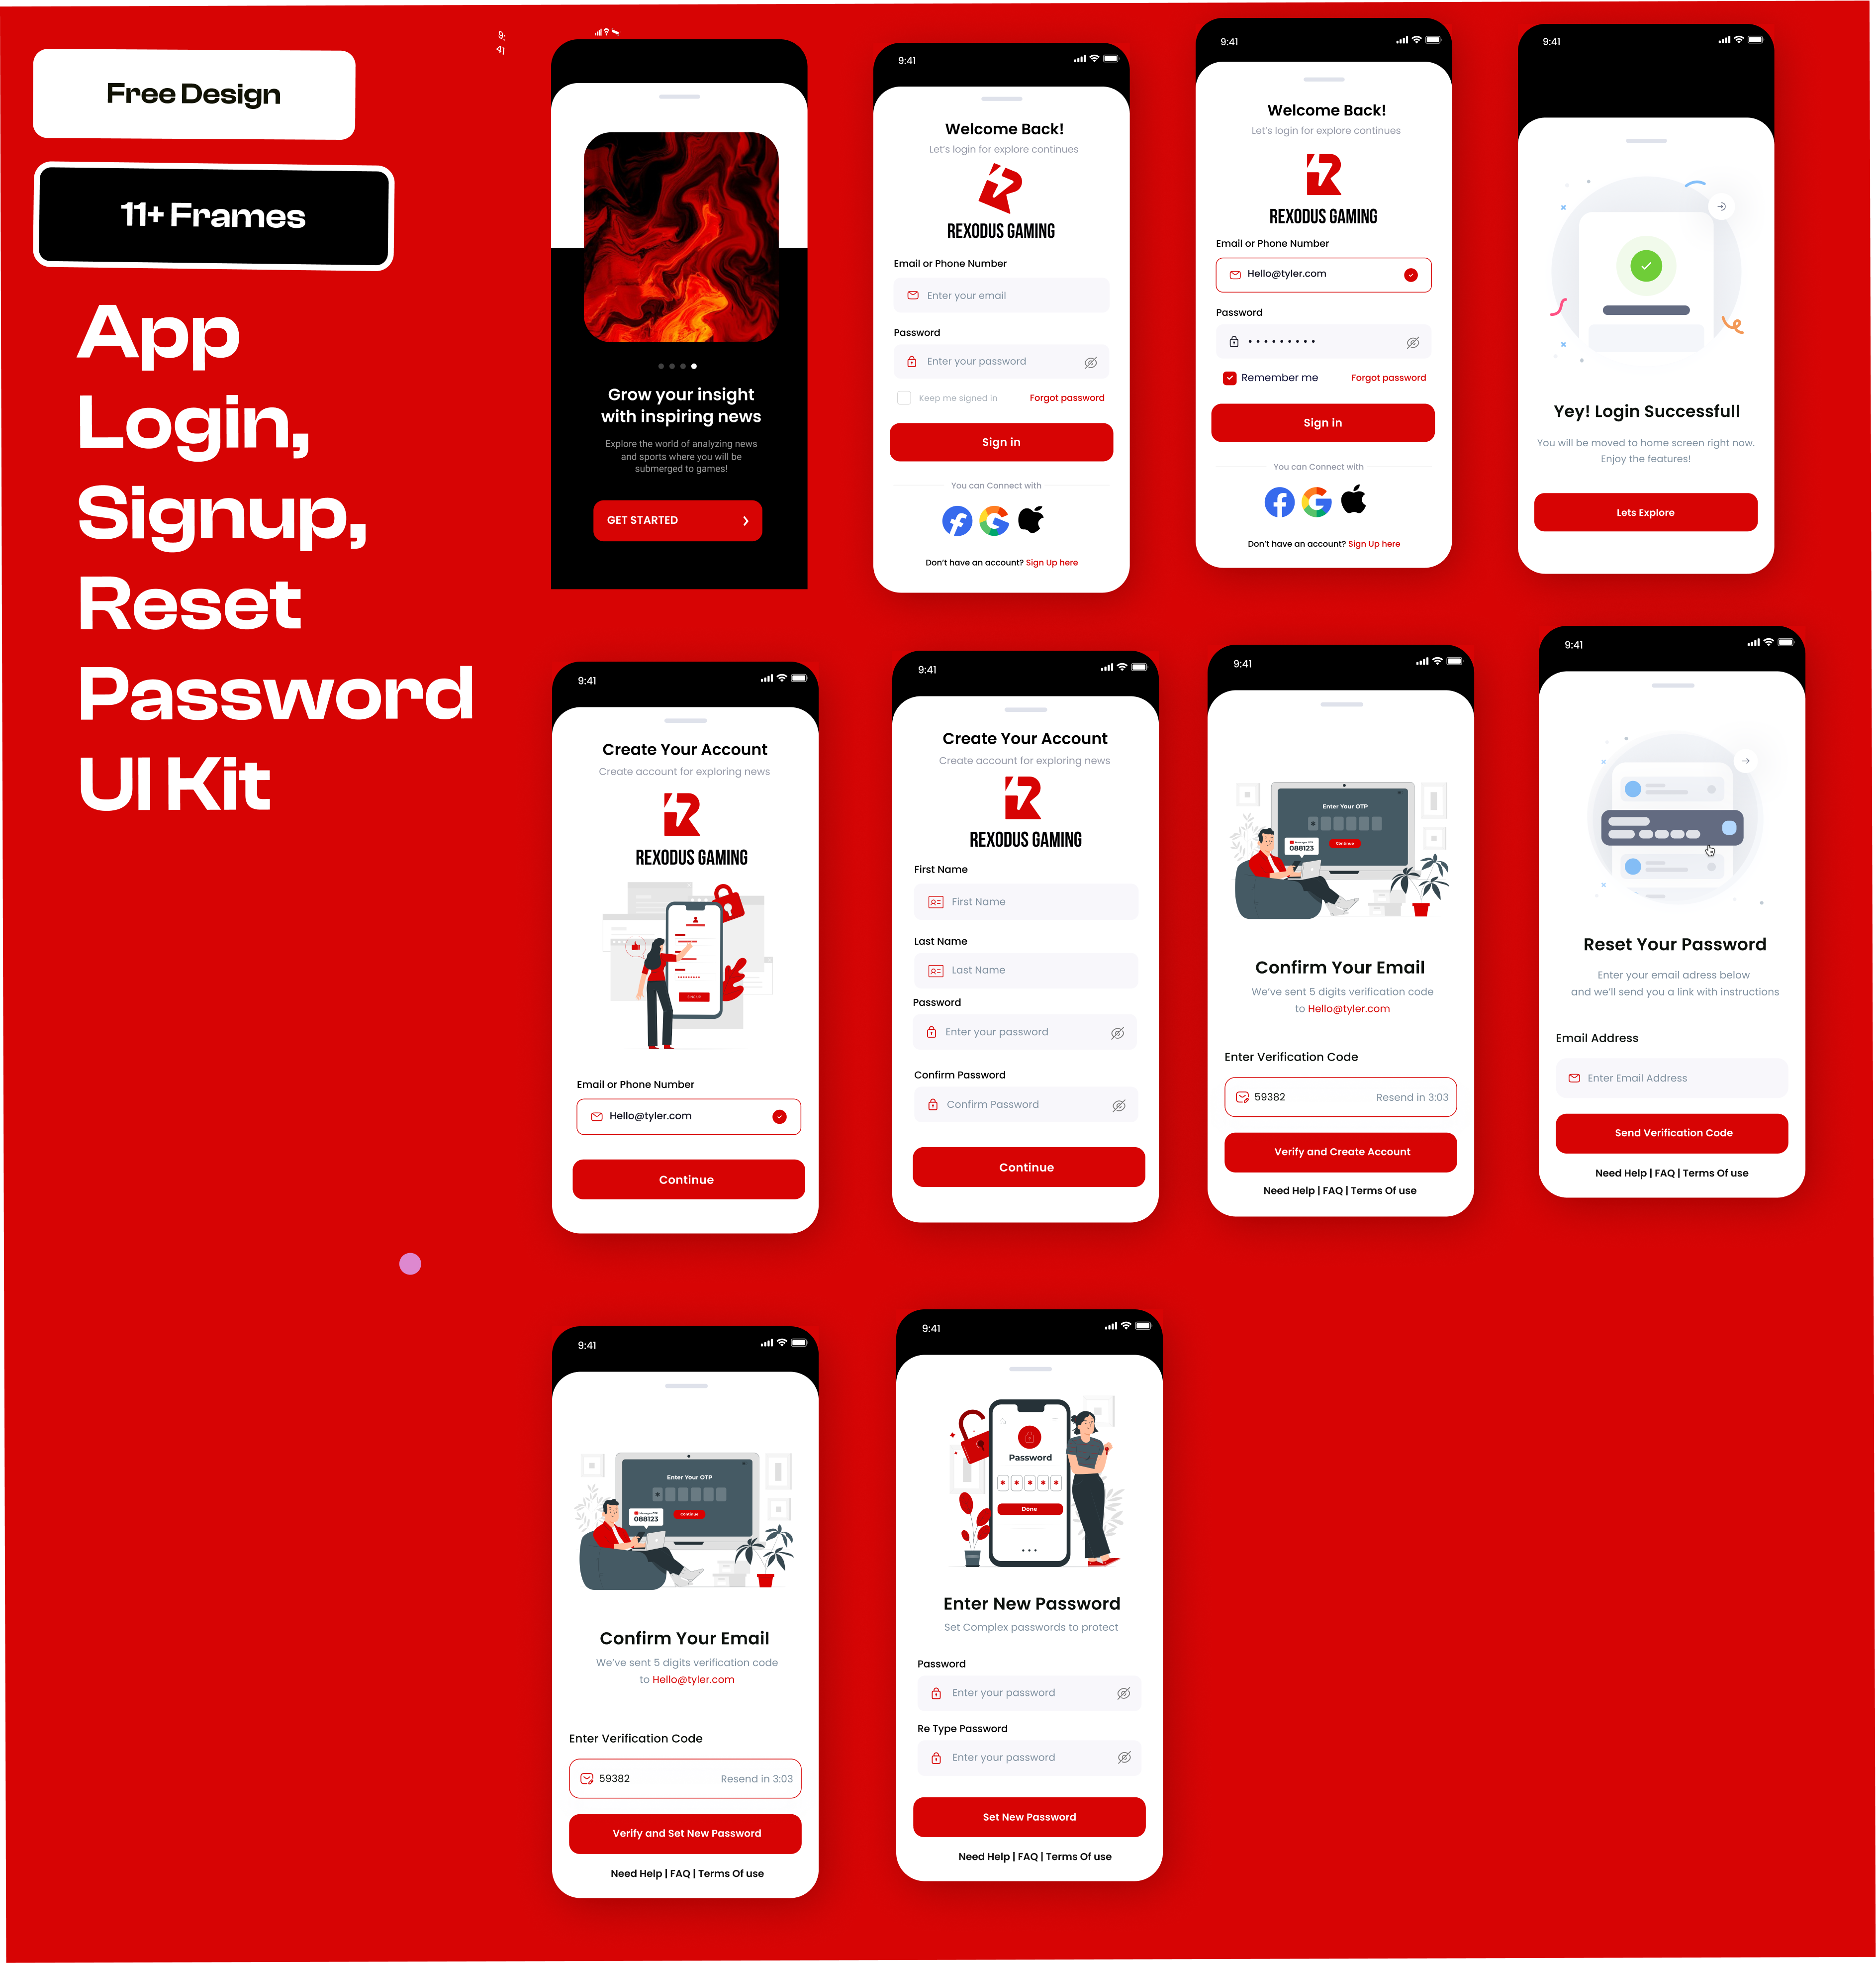 Free Design
11+ Frames
App
Login,
Signup,
Reset
Password
UI Kit
9:
41
Grow your insight
with inspiring news
Explore the world of analyzing news
and sports where you will be
submerged to games!
GET STARTED
9:41
Welcome Back!
Let's login for explore continues
REXODUS GAMING
Email or Phone Number
Enter your email
Password
Enter your password
Keep me signed in
Forgot password
Sign in
You can Connect with
Don't have an account? Sign Up here
9:41
Welcome Back!
Let's login for explore continues
REXODUS GAMING
Email or Phone Number
Hello@tyler.com
Password
Remember me
Forgot password
Sign in
You can Connect with
Don't have an account? Sign Up here
9:41
Yey! Login Successfull
You will be moved to home screen right now.
Enjoy the features!
Lets Explore
9:41
Create Your Account
Create account for exploring news
REXODUS GAMING
SING UP
Email or Phone Number
Hello@tyler.com
Continue
9:41
Create Your Account
Create account for exploring news
REXODUS GAMING
First Name
First Name
Last Name
Last Name
Password
Enter your password
Confirm Password
Confirm Password
Continue
9:41
Enter Your OTP
088123
Continue
Confirm Your Email
We've sent 5 digits verification code
to Hello@tyler.com
Enter Verification Code
59382
Resend in 3:03
Verify and Create Account
Need Help | FAQ | Terms Of use
9:41
Reset Your Password
Enter your email adress below
and we'll send you a link with instructions
Email Address
Enter Email Address
Send Verification Code
Need Help | FAQ | Terms Of use
9:41
Enter Your OTP
088123
Continue
Confirm Your Email
We've sent 5 digits verification code
to Hello@tyler.com
Enter Verification Code
59382
Resend in 3:03
Verify and Set New Password
Need Help | FAQ | Terms Of use
9:41
Password
* * * * *
Done
Enter New Password
Set Complex passwords to protect
Password
Enter your password
Re Type Password
Enter your password
Set New Password
Need Help | FAQ | Terms Of use